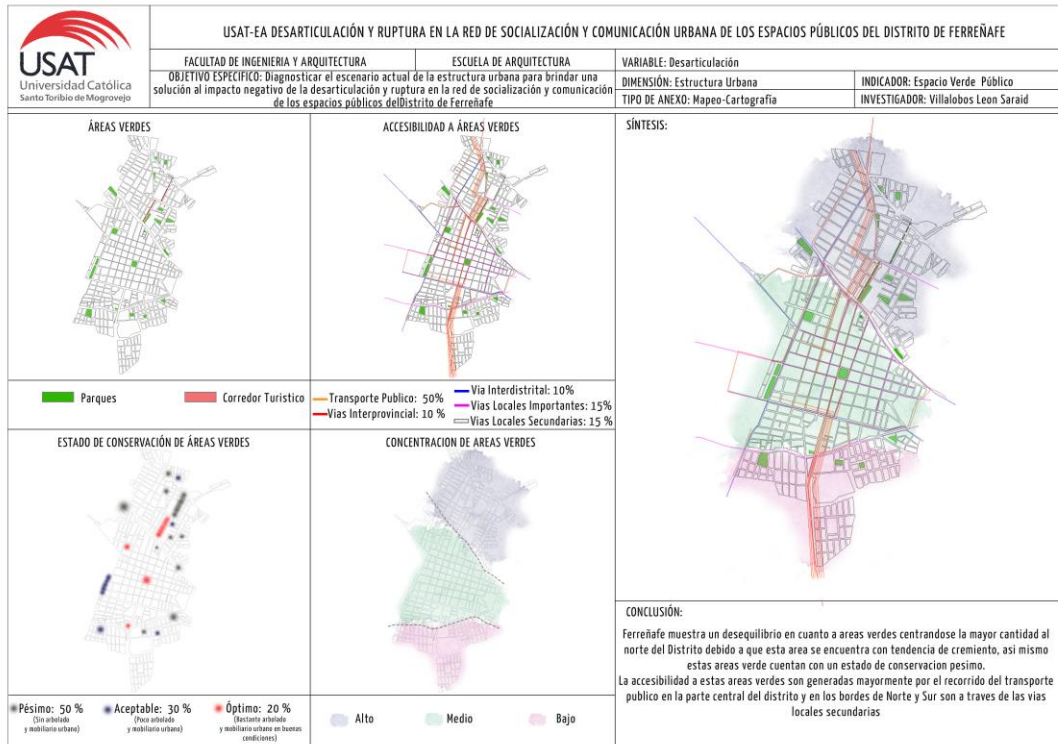 USAT
Universidad Católica
Santo Toribio de Mogrovejo
USAT-EA DESARTICULACIÓN Y RUPTURA EN LA RED DE SOCIALIZACIÓN Y COMUNICACIÓN URBANA DE LOS ESPACIOS PÚBLICOS DEL DISTRITO DE FERREÑAFE
FACULTAD DE INGENIERIA Y ARQUITECTURA
ESCUELA DE ARQUITECTURA
VARIABLE: Desarticulación
OBJETIVO ESPECIFICO: Diagnosticar el escenario actual de la estructura urbana para brindar una
solución al impacto negativo de la desarticulación y ruptura en la red de socialización y comunicación
de los espacios públicos delDistrito de Ferreñafe
DIMENSIÓN: Estructura Urbana
INDICADOR: Espacio Verde Público
TIPO DE ANEXO: Mapeo-Cartografía
INVESTIGADOR: Villalobos Leon Saraid
ÁREAS VERDES
ACCESIBILIDAD A ÁREAS VERDES
SÍNTESIS:
Parques
Corredor Turistico
Transporte Publico: 50%
Vias Interprovincial: 10 %
Via Interdistrital: 10%
Vias Locales Importantes: 15%
Vias Locales Secundarias: 15 %
ESTADO DE CONSERVACIÓN DE ÁREAS VERDES
CONCENTRACION DE AREAS VERDES
Pésimo: 50 %
(Sin arbolado
y mobiliario urbano)
Aceptable: 30 %
(Poco arbolado
y mobiliario urbano)
Óptimo: 20 %
(Bastante arbolado
y mobiliario urbano en buenas
condiciones)
Alto
Medio
Bajo
CONCLUSIÓN:
Ferreñafe muestra un desequilibrio en cuanto a areas verdes centrandose la mayor cantidad al
norte del Distrito debido a que esta area se encuentra con tendencia de cremiento, asi mismo
estas areas verde cuentan con un estado de conservacion pesimo.
La accesibilidad a estas areas verdes son generadas mayormente por el recorrido del transporte
publico en la parte central del distrito y en los bordes de Norte y Sur son a traves de las vias
locales secundarias